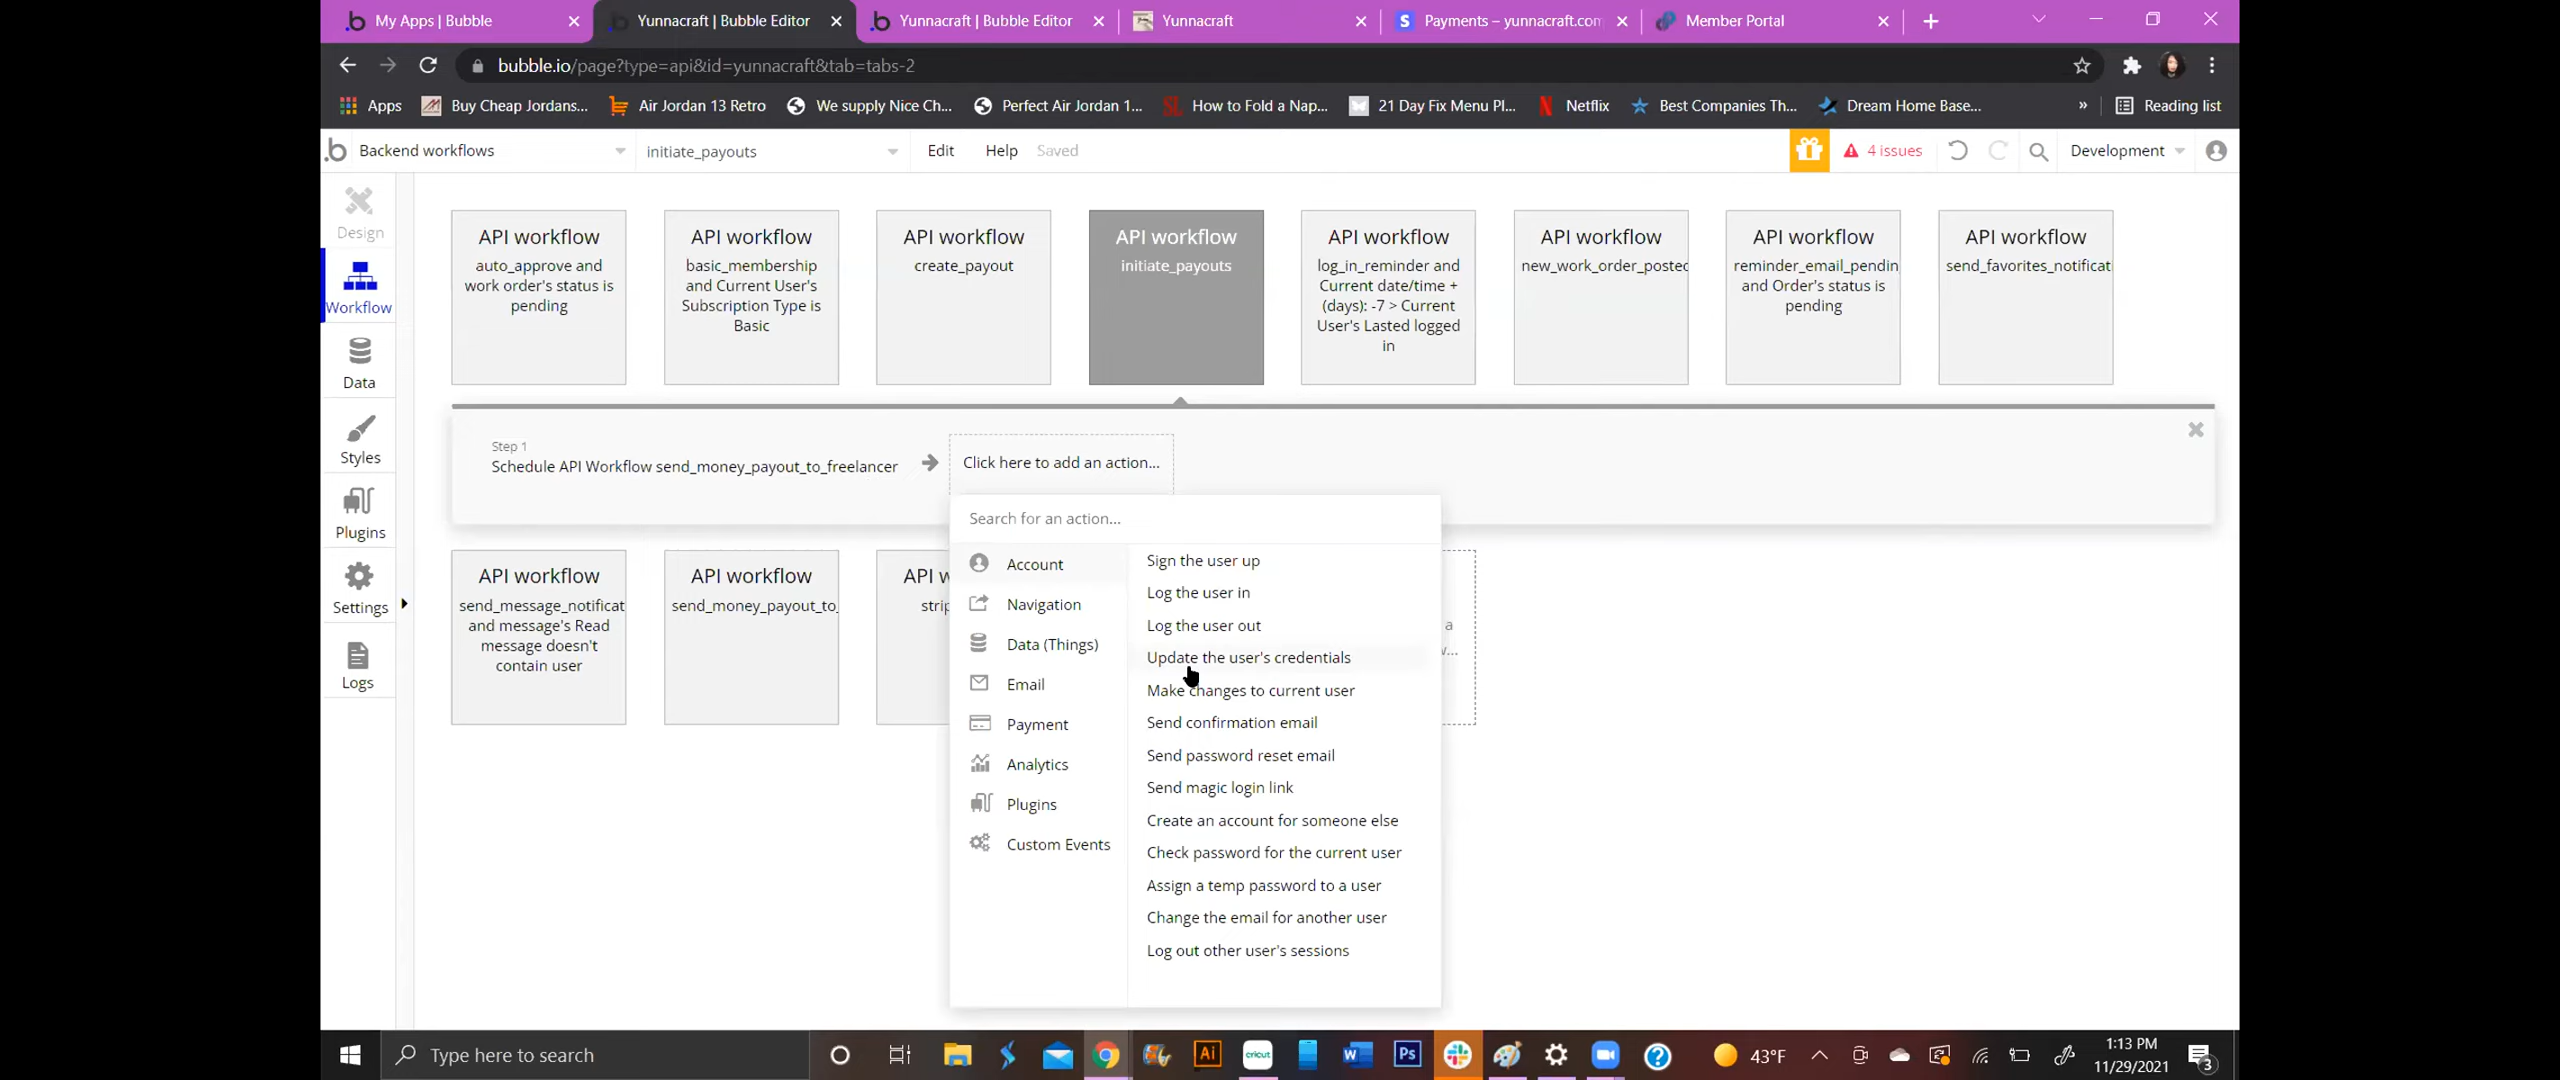 My Apps | Bubble
Yunnacraft | Bubble Editor
Yunnacraft | Bubble Editor
Yunnacraft
Payments – yunnacraft.com
Member Portal
bubble.io/page?type=api&id=yunnacraft&tab=tabs-2
Apps
Buy Cheap Jordans...
Air Jordan 13 Retro
We supply Nice Ch...
Perfect Air Jordan 1...
How to Fold a Nap...
21 Day Fix Menu Pl...
Netflix
Best Companies Th...
Dream Home Base...
»
Reading list
Backend workflows
initiate_payouts
Edit
Help
Saved
4 issues
Development
Design
Workflow
Data
Styles
Plugins
Settings
Logs
API workflow
auto_approve and
work order's status is
pending
API workflow
basic_membership
and Current User's
Subscription Type is
Basic
API workflow
create_payout
API workflow
initiate_payouts
API workflow
log_in_reminder and
Current date/time +
(days): -7 > Current
User's Lasted logged
in
API workflow
new_work_order_posted
API workflow
reminder_email_pendin
and Order's status is
pending
API workflow
send_favorites_notificat
Step 1
Schedule API Workflow send_money_payout_to_freelancer
Click here to add an action...
Search for an action...
Account
Navigation
Data (Things)
Email
Payment
Analytics
Plugins
Custom Events
Sign the user up
Log the user in
Log the user out
Update the user's credentials
Make changes to current user
Send confirmation email
Send password reset email
Send magic login link
Create an account for someone else
Check password for the current user
Assign a temp password to a user
Change the email for another user
Log out other user's sessions
API workflow
send_message_notificat
and message's Read
message doesn't
contain user
API workflow
send_money_payout_to_
API w
strip
a
w...
Type here to search
Ai
cricut
Ps
43°F
1:13 PM
11/29/2021
3